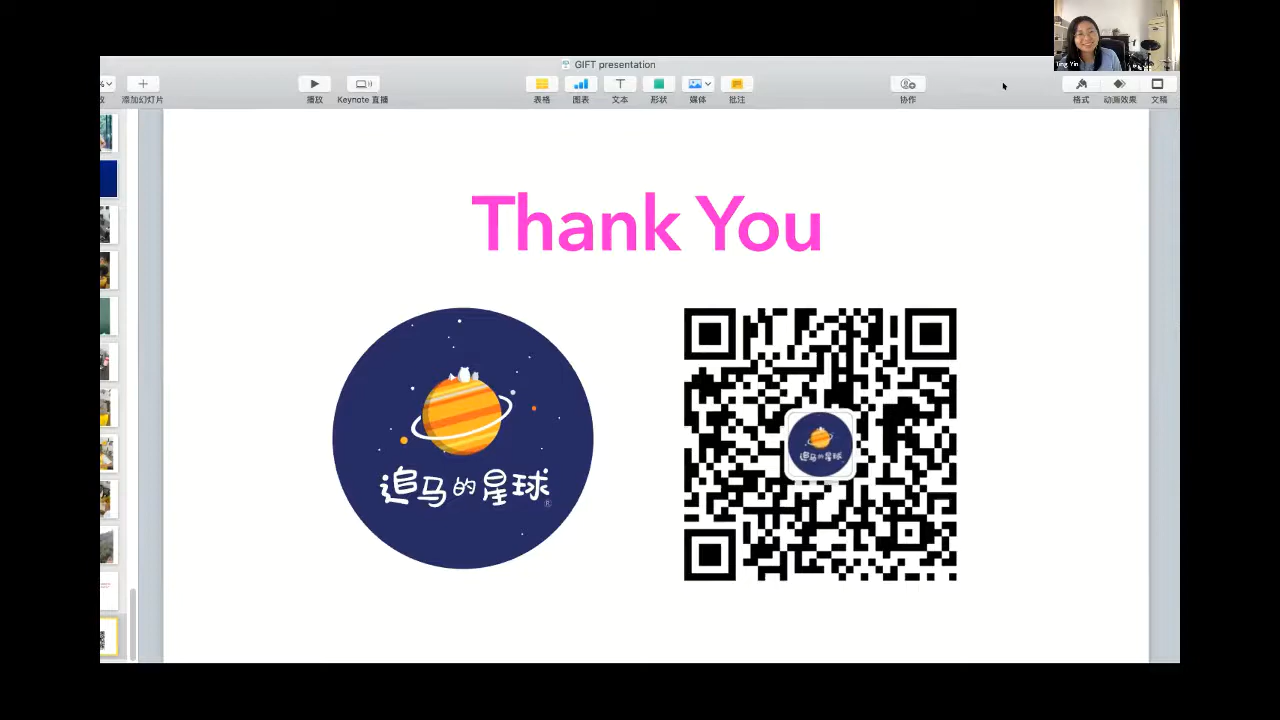 Ting Yin
GIFT presentation
添加幻灯片
播放
Keynote 直播
表格
图表
文本
形状
媒体
批注
协作
格式
动画效果
文稿
Thank You
追马的星球
®
追马的星球